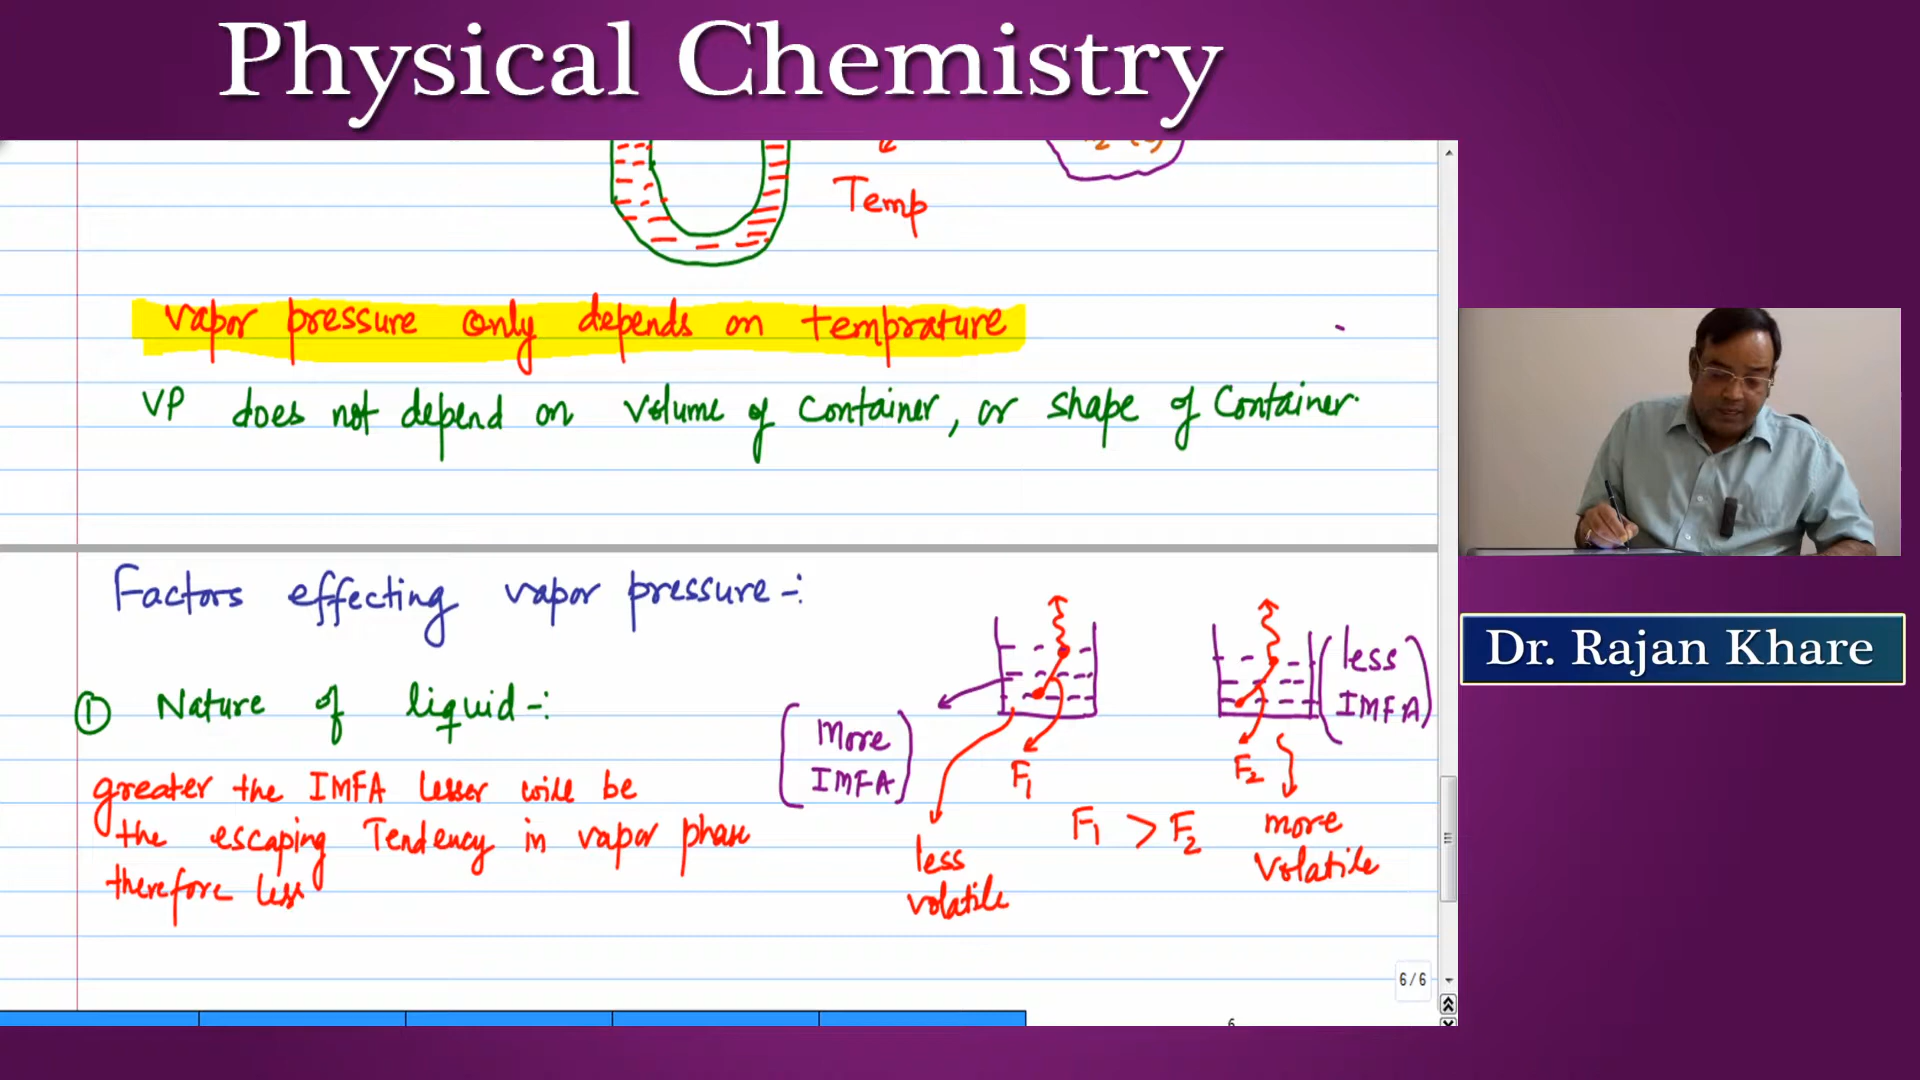 Physical Chemistry
Temp
vapor pressure only depends on temprature
VP does not depend on volume of container, or shape of container.
Factors effecting vapor pressure -:
① Nature of liquid -:
greater the IMFA lesser will be
the escaping Tendency in vapor phase
therefore less
More
IMFA
F1
less
volatile
F1 > F2
F2
less
IMFA
more
volatile
6/6
Dr. Rajan Khare